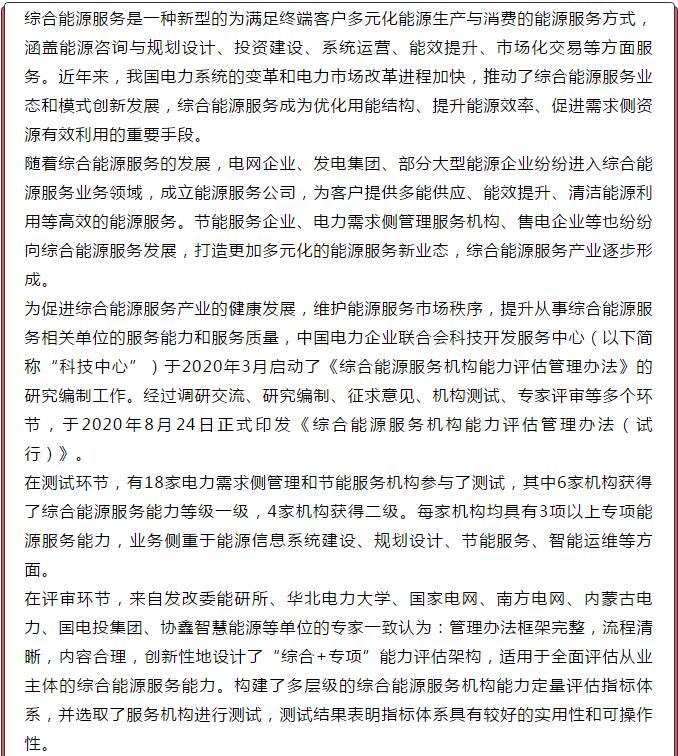 综合能源服务是一种新型的为满足终端客户多元化能源生产与消费的能源服务方式，
涵盖能源咨询与规划设计、投资建设、系统运营、能效提升、市场化交易等方面服
务。近年来，我国电力系统的变革和电力市场改革进程加快，推动了综合能源服务业
态和模式创新发展，综合能源服务成为优化用能结构、提升能源效率、促进需求侧资
源有效利用的重要手段。
随着综合能源服务的发展，电网企业、发电集团、部分大型能源企业纷纷进入综合能
源服务业务领域，成立能源服务公司，为客户提供多能供应、能效提升、清洁能源利
用等高效的能源服务。节能服务企业、电力需求侧管理服务机构、售电企业等也纷纷
向综合能源服务发展，打造更加多元化的能源服务新业态，综合能源服务产业逐步形
成。
为促进综合能源服务产业的健康发展，维护能源服务市场秩序，提升从事综合能源服
务相关单位的服务能力和服务质量，中国电力企业联合会科技开发服务中心（以下简
称“科技中心”）于2020年3月启动了《综合能源服务机构能力评估管理办法》的
研究编制工作。经过调研交流、研究编制、征求意见、机构测试、专家评审等多个环
节，于2020年8月24日正式印发《综合能源服务机构能力评估管理办法（试
行）》。
在测试环节，有18家电力需求侧管理和节能服务机构参与了测试，其中6家机构获得
了综合能源服务能力等级一级，4家机构获得二级。每家机构均具有3项以上专项能
源服务能力，业务侧重于能源信息系统建设、规划设计、节能服务、智能运维等方
面。
在评审环节，来自发改委能研所、华北电力大学、国家电网、南方电网、内蒙古电
力、国电投集团、协鑫智慧能源等单位的专家一致认为：管理办法框架完整，流程清
晰，内容合理，创新性地设计了“综合+专项”能力评估架构，适用于全面评估从业
主体的综合能源服务能力。构建了多层级的综合能源服务机构能力定量评估指标体
系，并选取了服务机构进行测试，测试结果表明指标体系具有较好的实用性和可操作
性。